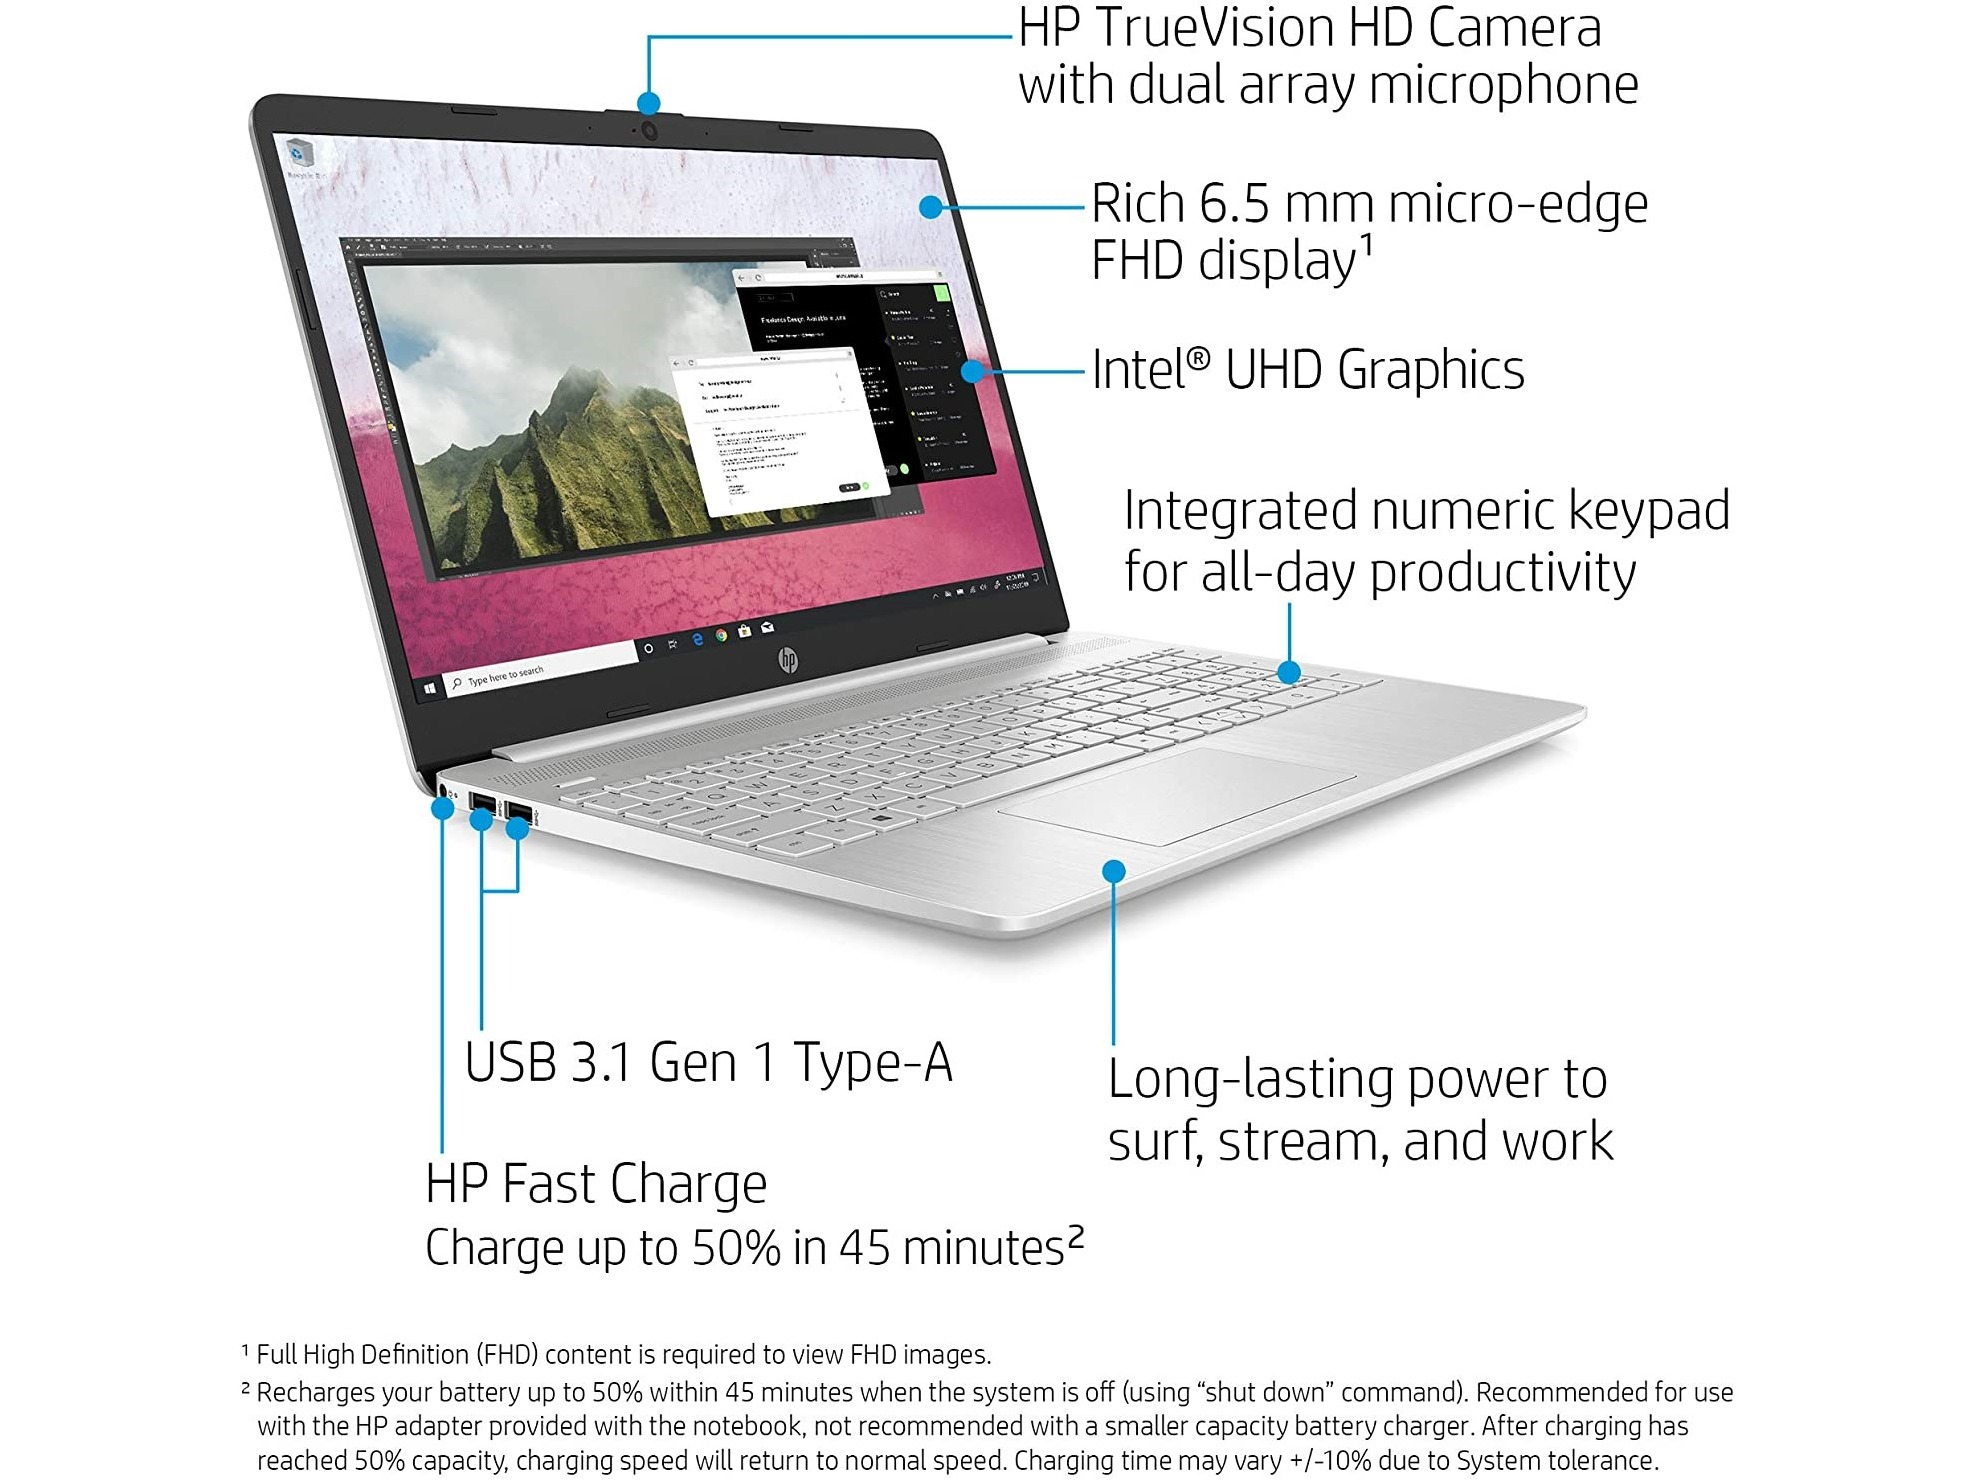 HP TrueVision HD Camera
with dual array microphone
Rich 6.5 mm micro-edge
FHD display¹
Intel® UHD Graphics
Integrated numeric keypad
for all-day productivity
Freelance Design. Available in June
Type here to search
hp
USB 3.1 Gen 1 Type-A
Long-lasting power to
surf, stream, and work
HP Fast Charge
Charge up to 50% in 45 minutes²
¹ Full High Definition (FHD) content is required to view FHD images.
² Recharges your battery up to 50% within 45 minutes when the system is off (using “shut down” command). Recommended for use
with the HP adapter provided with the notebook, not recommended with a smaller capacity battery charger. After charging has
reached 50% capacity, charging speed will return to normal speed. Charging time may vary +/-10% due to System tolerance.